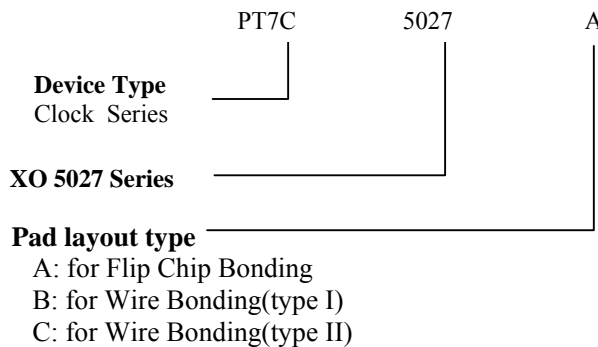 PT7C 5027 A
Device Type
Clock Series
XO 5027 Series
Pad layout type
A: for Flip Chip Bonding
B: for Wire Bonding(type I)
C: for Wire Bonding(type II)